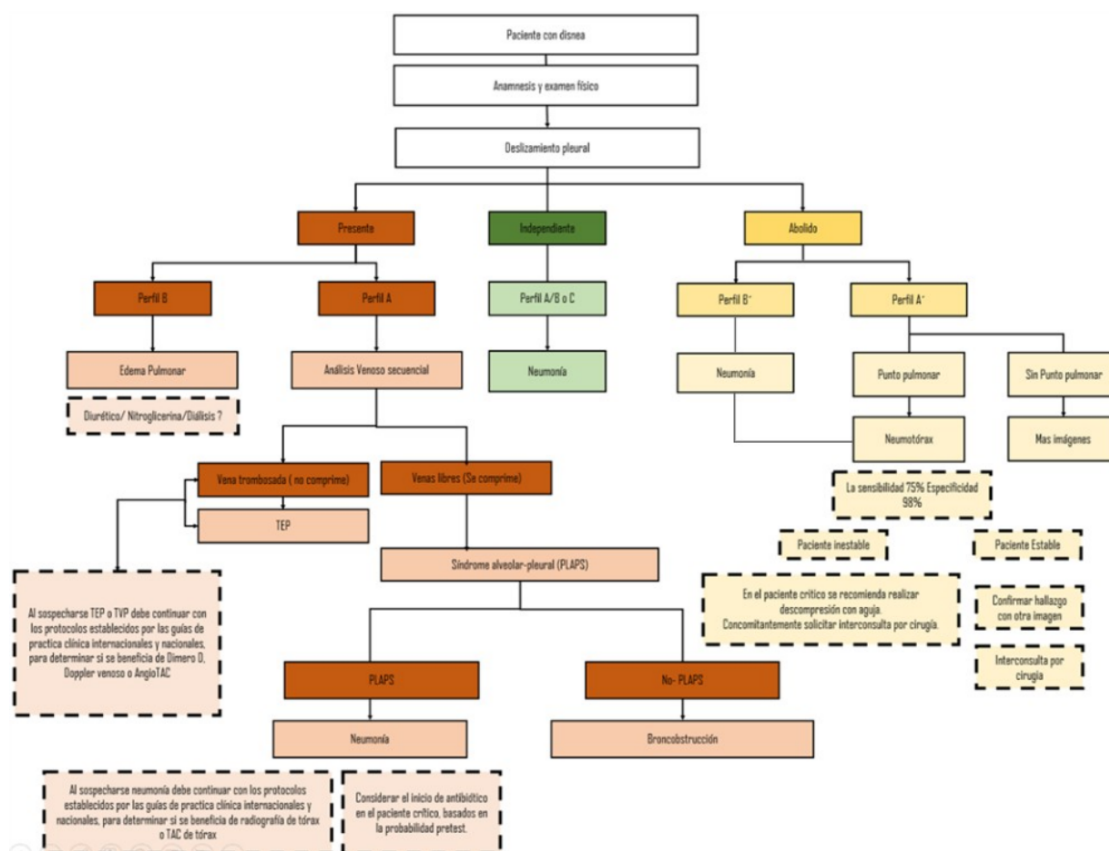 Paciente con disnea
Anamnesis y examen físico
Deslizamiento pleural
Presente
Independiente
Abolido
Perfil B
Perfil A
Perfil A/B o C
Perfil B´
Perfil A´
Edema Pulmonar
Análisis Venoso secuencial
Neumonía
Neumonía
Punto pulmonar
Sin Punto pulmonar
Diurético/ Nitroglicerina/Diálisis ?
Neumotórax
Mas imágenes
Vena trombosada ( no comprime)
Venas libres (Se comprime)
La sensibilidad 75% Especificidad
98%
TEP
Paciente inestable
Paciente Estable
Síndrome alveolar-pleural (PLAPS)
Al sospecharse TEP o TVP debe continuar con
los protocolos establecidos por las guías de
practica clínica internacionales y nacionales,
para determinar si se beneficia de Dimero D,
Doppler venoso o AngioTAC
En el paciente critico se recomienda realizar
descompresión con aguja.
Concomitantemente solicitar interconsulta por cirugía.
Confirmar hallazgo
con otra imagen
Interconsulta por
cirugía
PLAPS
No- PLAPS
Neumonía
Broncobstrucción
Al sospecharse neumonía debe continuar con los protocolos
establecidos por las guías de practica clínica internacionales y
nacionales, para determinar si se beneficia de radiografía de tórax
o TAC de tórax
Considerar el inicio de antibiótico
en el paciente crítico, basados en
la probabilidad pretest.